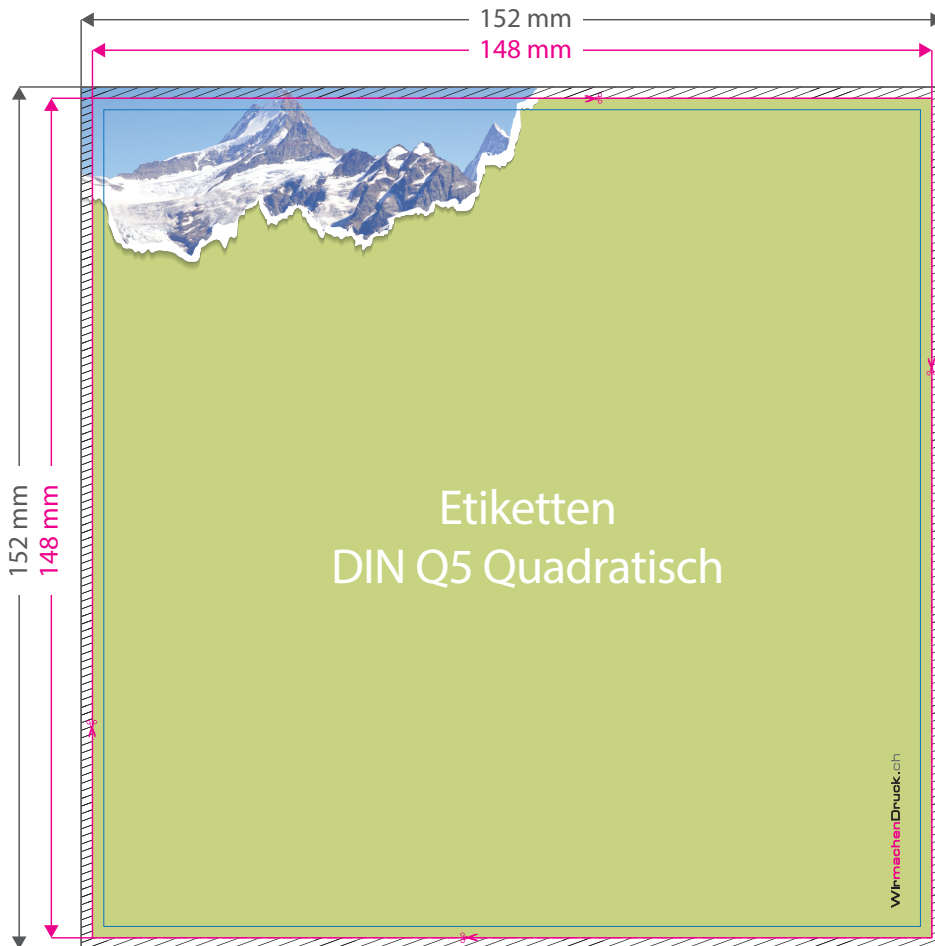 152 mm
148 mm
152 mm
148 mm
Etiketten
DIN Q5 Quadratisch
WirmachenDruck.ch